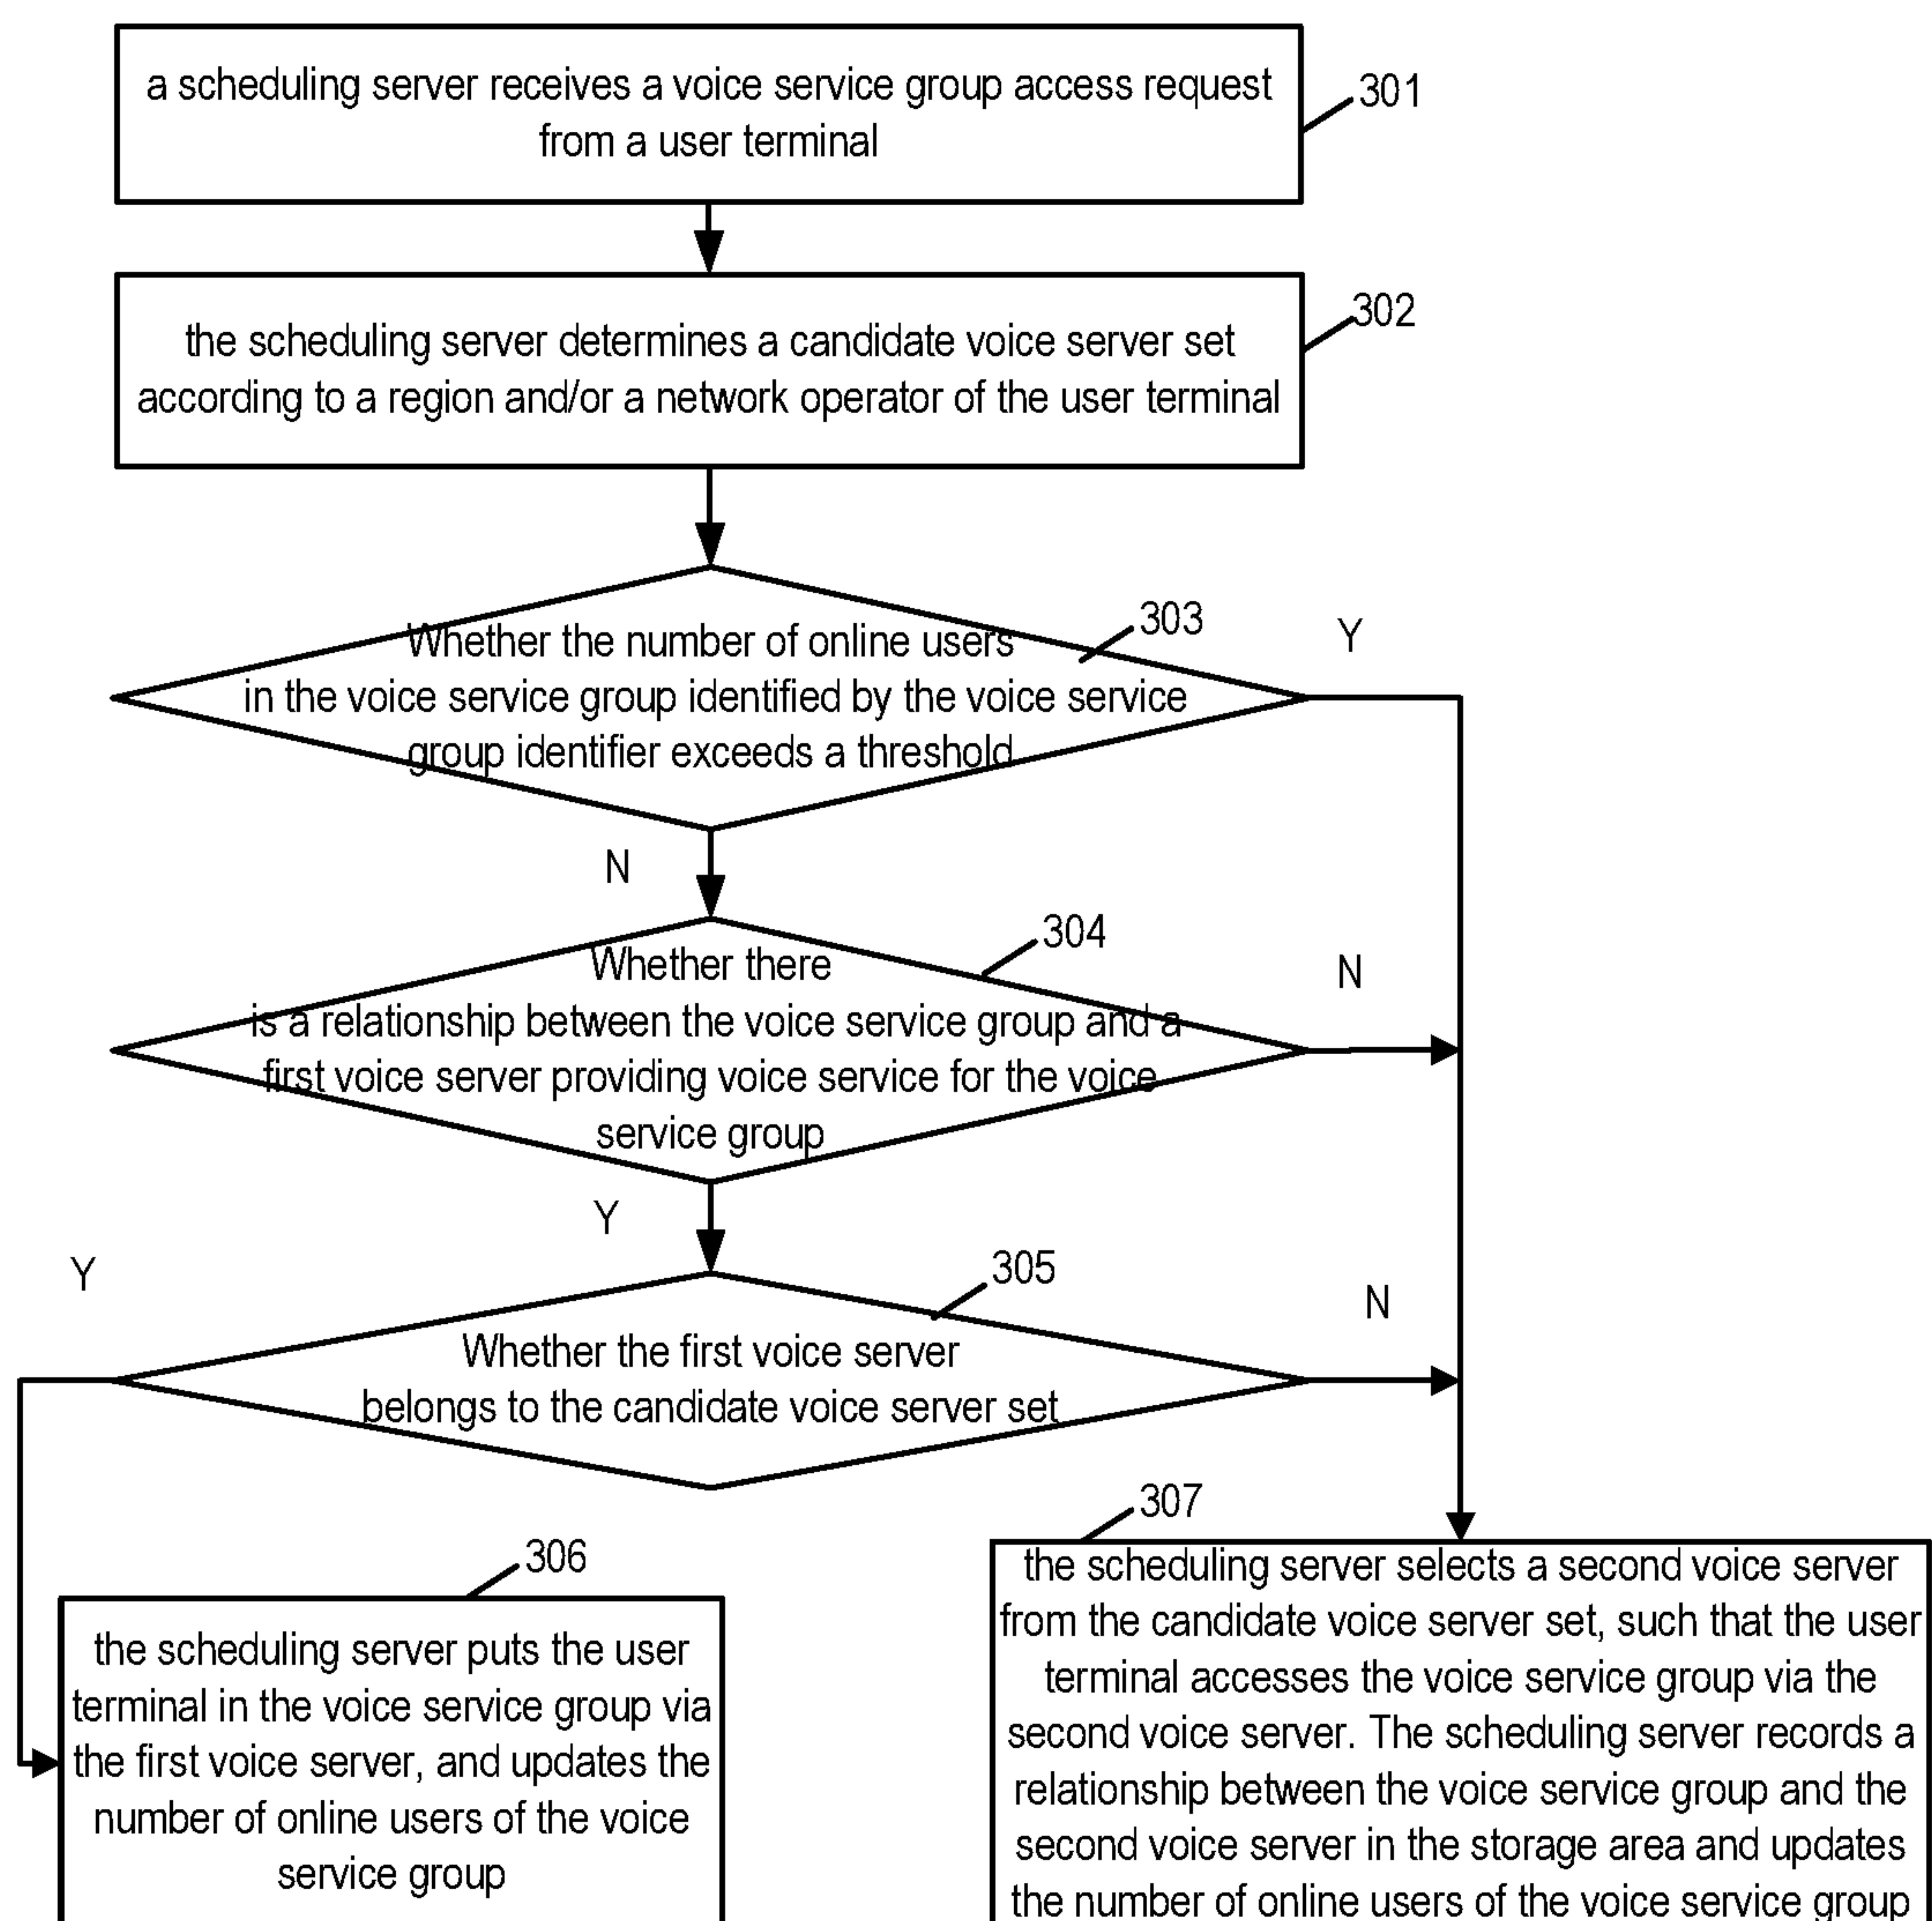 a scheduling server receives a voice service group access request
from a user terminal
301
the scheduling server determines a candidate voice server set
according to a region and/or a network operator of the user terminal
302
Whether the number of online users
in the voice service group identified by the voice service
group identifier exceeds a threshold
303
Y
N
Whether there
is a relationship between the voice service group and a
first voice server providing voice service for the voice
service group
304
N
Y
Whether the first voice server
belongs to the candidate voice server set
305
Y
N
306
the scheduling server puts the user
terminal in the voice service group via
the first voice server, and updates the
number of online users of the voice
service group
307
the scheduling server selects a second voice server
from the candidate voice server set, such that the user
terminal accesses the voice service group via the
second voice server. The scheduling server records a
relationship between the voice service group and the
second voice server in the storage area and updates
the number of online users of the voice service group